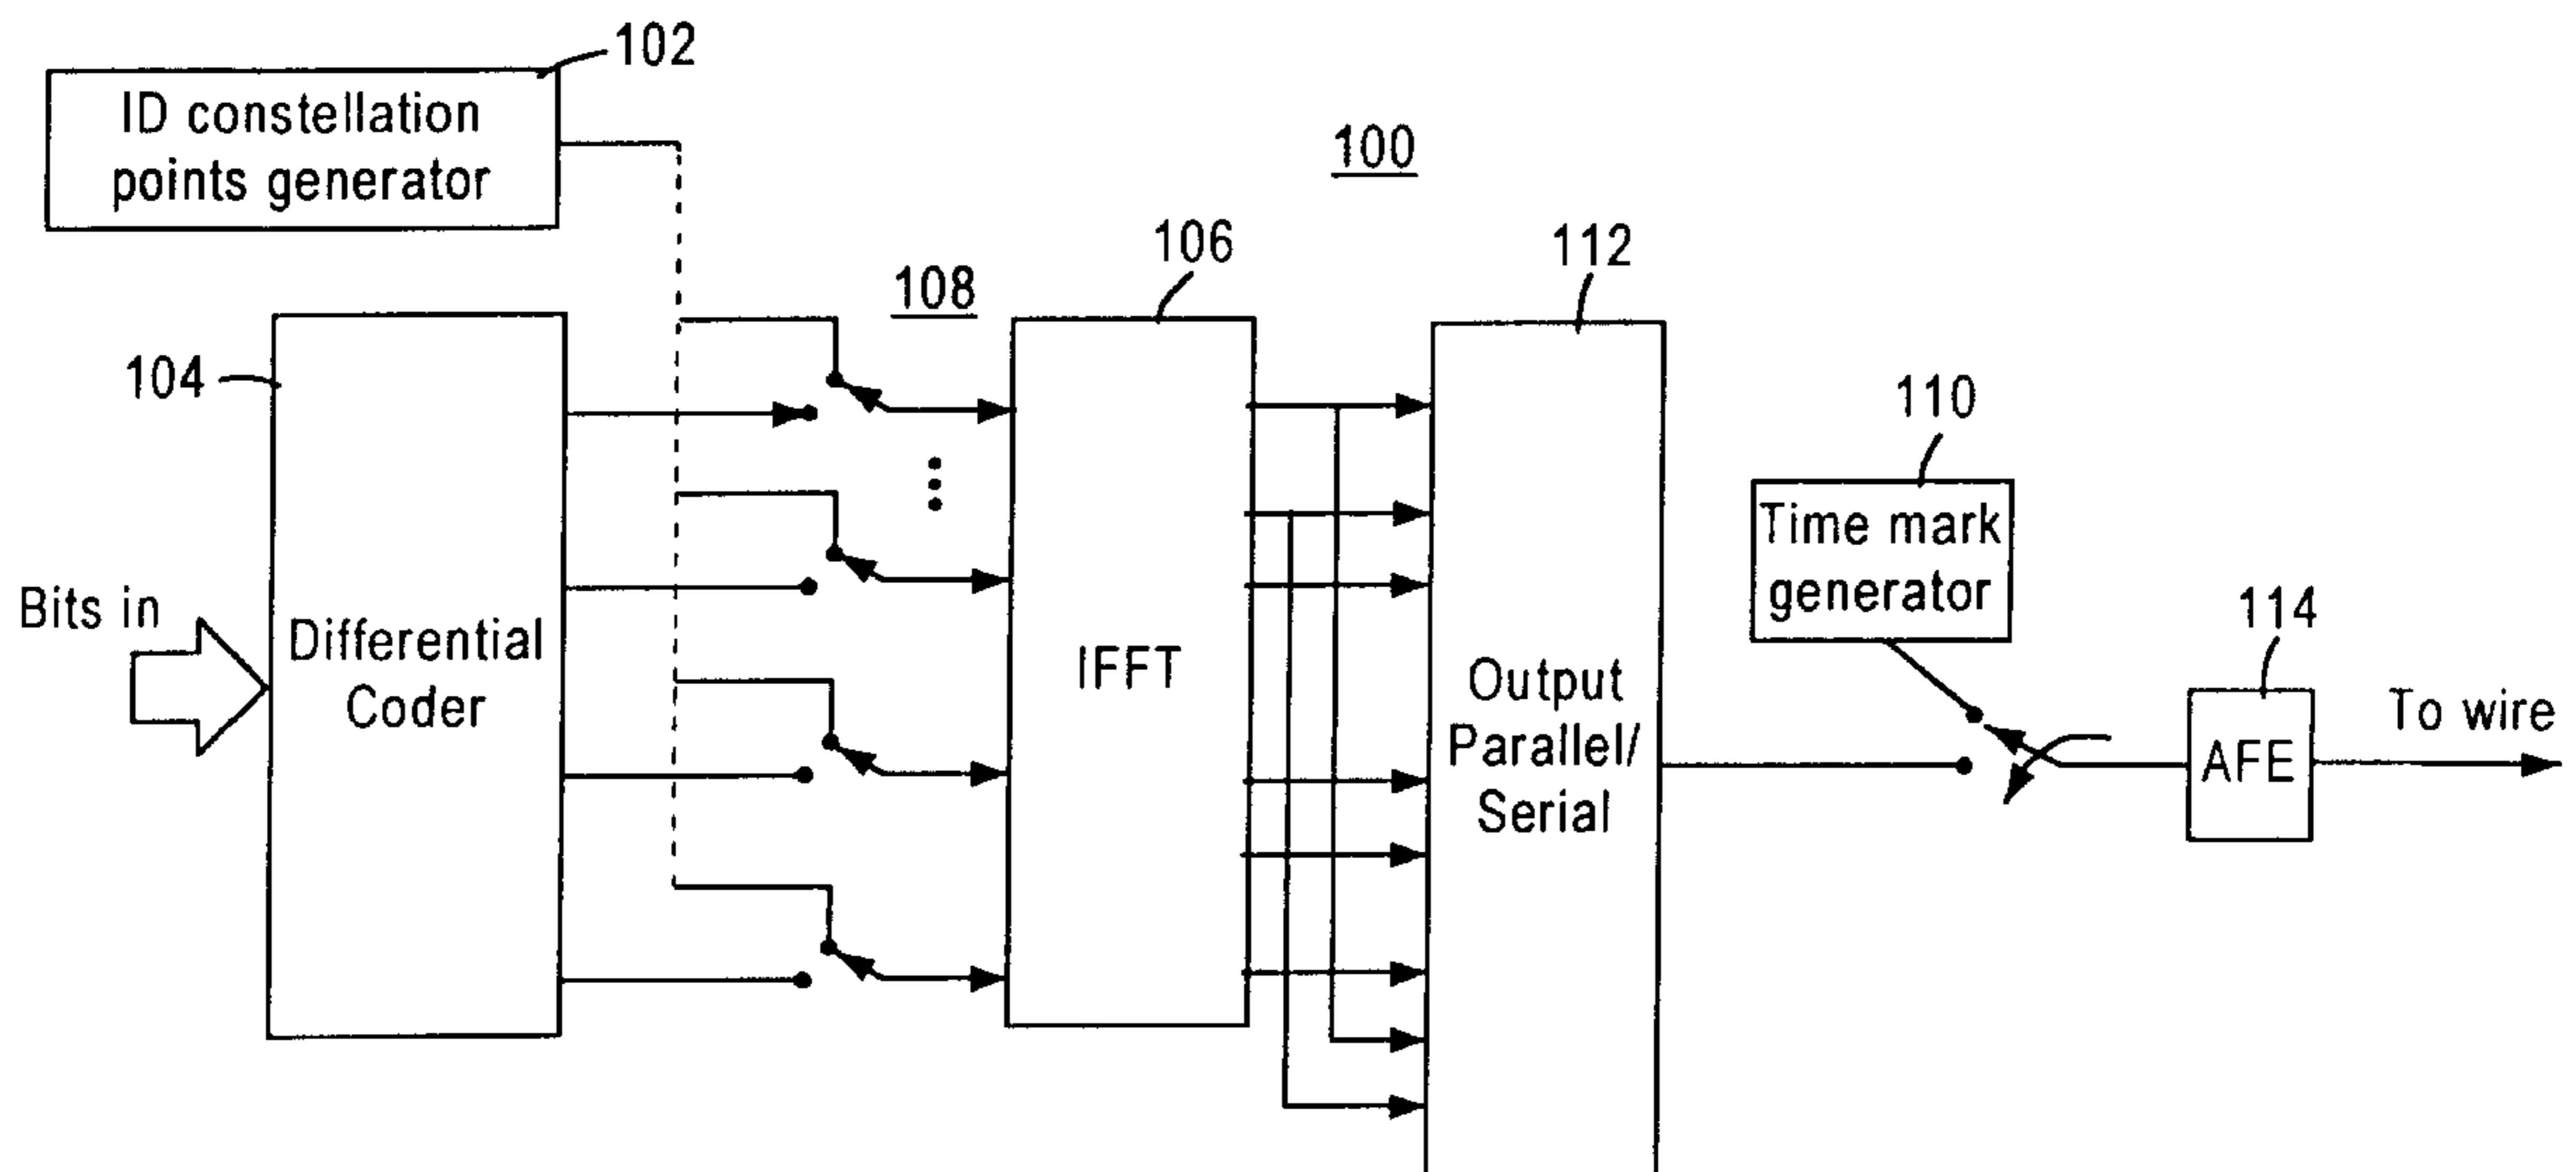 102
ID constellation
points generator
100
106
112
108
104
110
Time mark
generator
114
Bits in
Differential
Coder
IFFT
Output
Parallel/
Serial
AFE
To wire